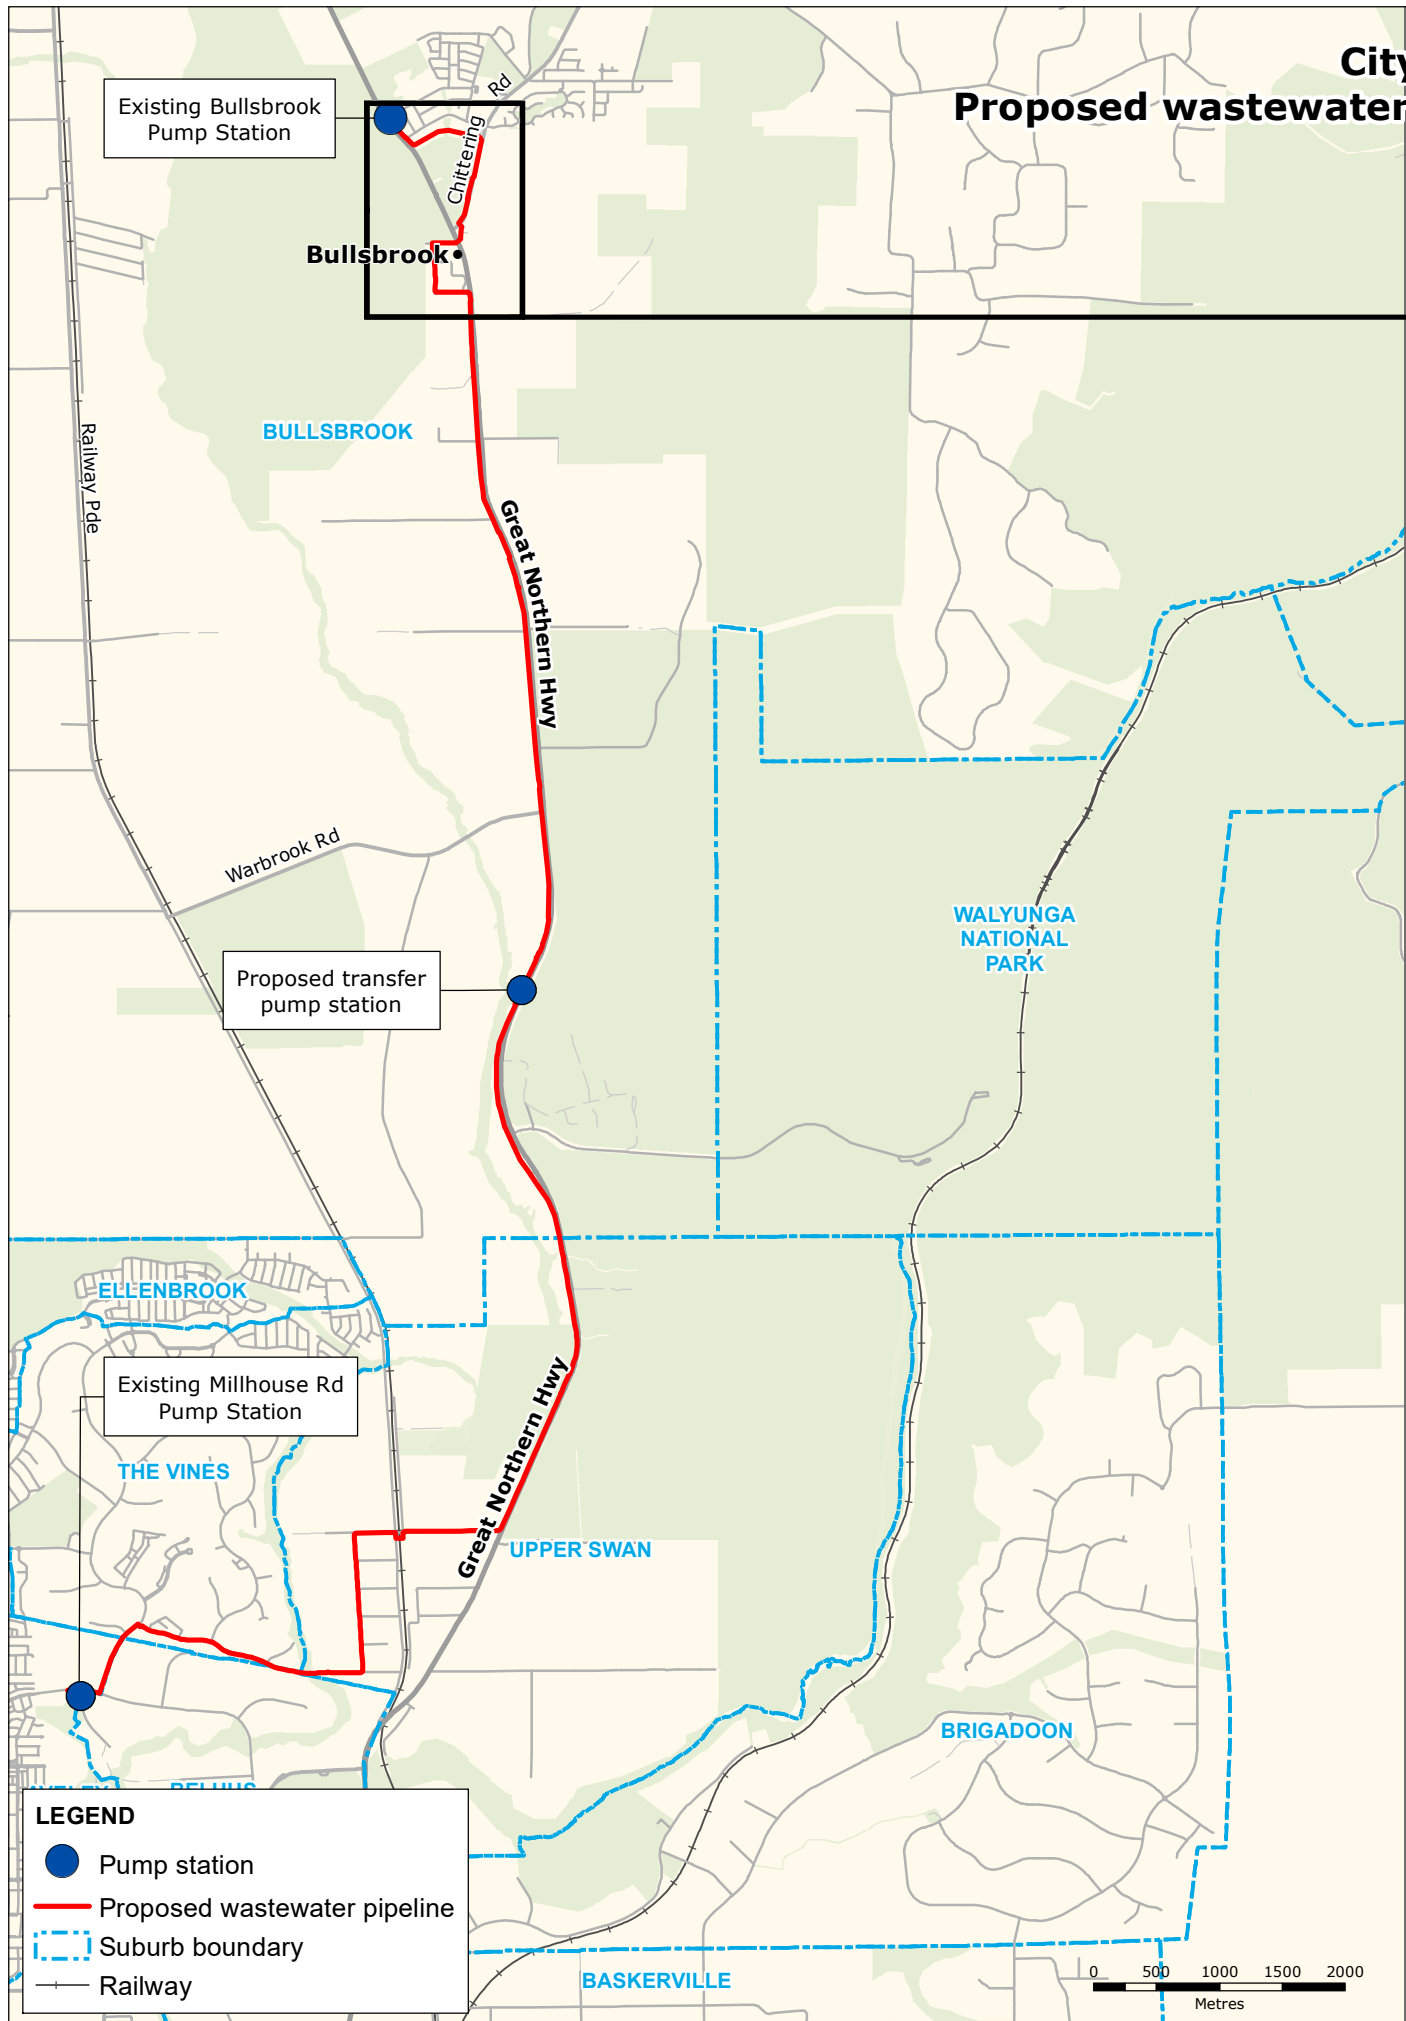 City
Proposed wastewater
Existing Bullsbrook
Pump Station
Chittering Rd
Bullsbrook
BULLSBROOK
Railway Pde
Great Northern Hwy
Warbrook Rd
WALYUNGA
NATIONAL
PARK
Proposed transfer
pump station
ELLENBROOK
Existing Millhouse Rd
Pump Station
THE VINES
Great Northern Hwy
UPPER SWAN
BRIGADOON
AVELEY
BELHUS
LEGEND
Pump station
Proposed wastewater pipeline
Suburb boundary
Railway
BASKERVILLE
0 500 1000 1500 2000
Metres